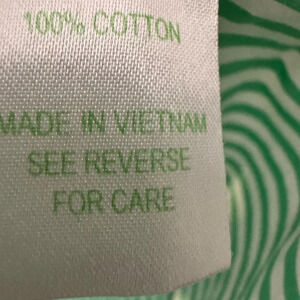 100% COTTON
MADE IN VIETNAM
SEE REVERSE
FOR CARE